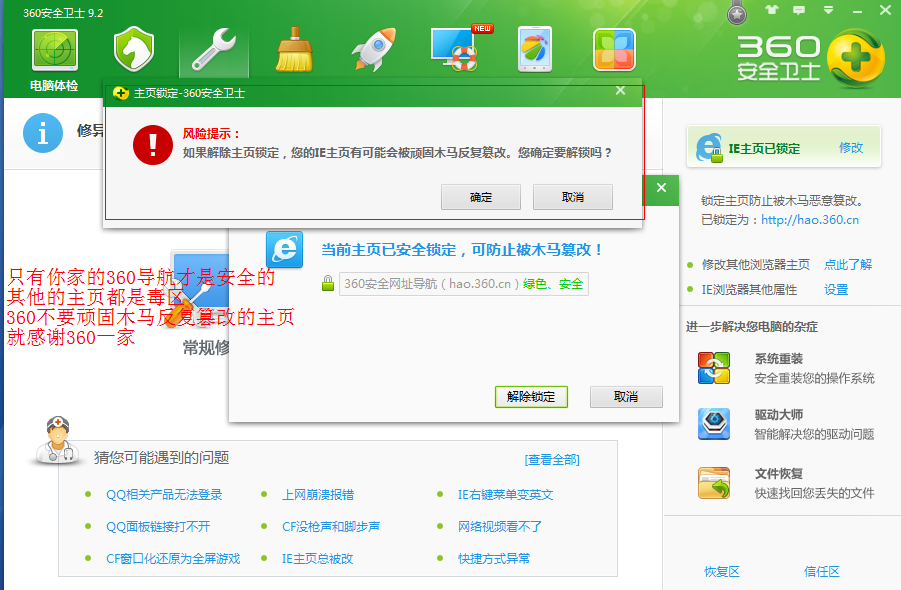 360安全卫士 9.2
NEW
360
安全卫士
电脑体检
主页锁定-360安全卫士
风险提示：
如果解除主页锁定，您的IE主页有可能会被顽固木马反复篡改。您确定要解锁吗？
确定
取消
修异
IE主页已锁定
修改
锁定主页防止被木马恶意篡改。
已锁定为：http://hao.360.cn
当前主页已安全锁定，可防止被木马篡改！
360安全网址导航（hao.360.cn）绿色、安全
解除锁定
取消
修改其他浏览器主页
点此了解
IE浏览器其他属性
设置
只有你家的360导航才是安全的
其他的主页都是毒区
360不要顽固木马反复篡改的主页
就感谢360一家
常规修
进一步解决您电脑的杂症
系统重装
安全重装您的操作系统
驱动大师
智能解决您的驱动问题
文件恢复
快速找回您丢失的文件
猜您可能遇到的问题
[查看全部]
QQ相关产品无法登录
上网崩溃报错
IE右键菜单变英文
QQ面板链接打不开
CF没枪声和脚步声
网络视频看不了
CF窗口化还原为全屏游戏
IE主页总被改
快捷方式异常
恢复区
信任区